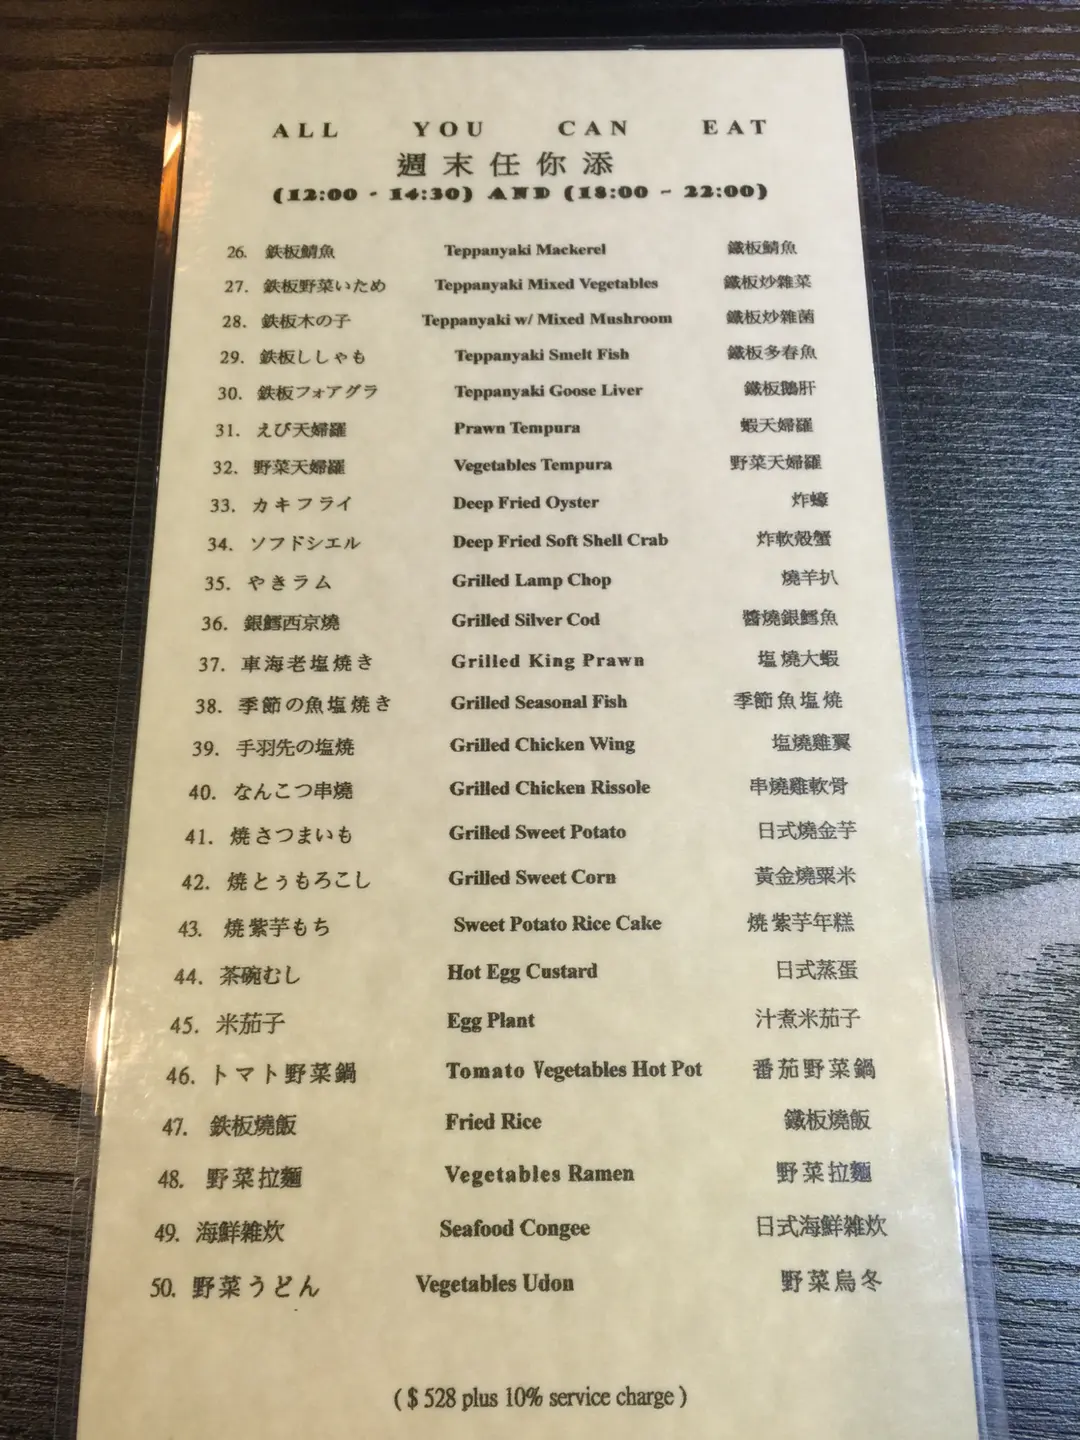 ALL YOU CAN EAT
週末任你添
(12:00 - 14:30) AND (18:00 ~ 22:00)
26. 鉄板鯖魚 Teppanyaki Mackerel 鐵板鯖魚
27. 鉄板野菜いため Teppanyaki Mixed Vegetables 鐵板炒雜菜
28. 鉄板木の子 Teppanyaki w/ Mixed Mushroom 鐵板炒雜菌
29. 鉄板ししゃも Teppanyaki Smelt Fish 鐵板多春魚
30. 鉄板フォアグラ Teppanyaki Goose Liver 鐵板鵝肝
31. えび天婦羅 Prawn Tempura 蝦天婦羅
32. 野菜天婦羅 Vegetables Tempura 野菜天婦羅
33. カキフライ Deep Fried Oyster 炸蠔
34. ソフドシエル Deep Fried Soft Shell Crab 炸軟殼蟹
35. やきラム Grilled Lamp Chop 燒羊扒
36. 銀鱈西京燒 Grilled Silver Cod 醬燒銀鱈魚
37. 車海老塩焼き Grilled King Prawn 塩燒大蝦
38. 季節の魚塩焼き Grilled Seasonal Fish 季節魚塩燒
39. 手羽先の塩燒 Grilled Chicken Wing 塩燒雞翼
40. なんこつ串燒 Grilled Chicken Rissole 串燒雞軟骨
41. 焼さつまいも Grilled Sweet Potato 日式燒金芋
42. 焼とぅもろこし Grilled Sweet Corn 黃金燒粟米
43. 焼紫芋もち Sweet Potato Rice Cake 焼紫芋年糕
44. 茶碗むし Hot Egg Custard 日式蒸蛋
45. 米茄子 Egg Plant 汁煮米茄子
46. トマト野菜鍋 Tomato Vegetables Hot Pot 番茄野菜鍋
47. 鉄板燒飯 Fried Rice 鐵板燒飯
48. 野菜拉麵 Vegetables Ramen 野菜拉麵
49. 海鮮雑炊 Seafood Congee 日式海鮮雑炊
50. 野菜うどん Vegetables Udon 野菜烏冬
( $ 528 plus 10% service charge )